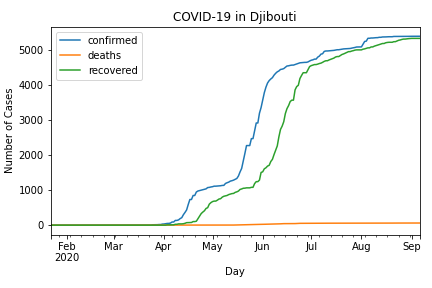 COVID-19 in Djibouti
confirmed
deaths
recovered
Number of Cases
5000
4000
3000
2000
1000
0
Feb
2020
Mar
Apr
May
Jun
Jul
Aug
Sep
Day